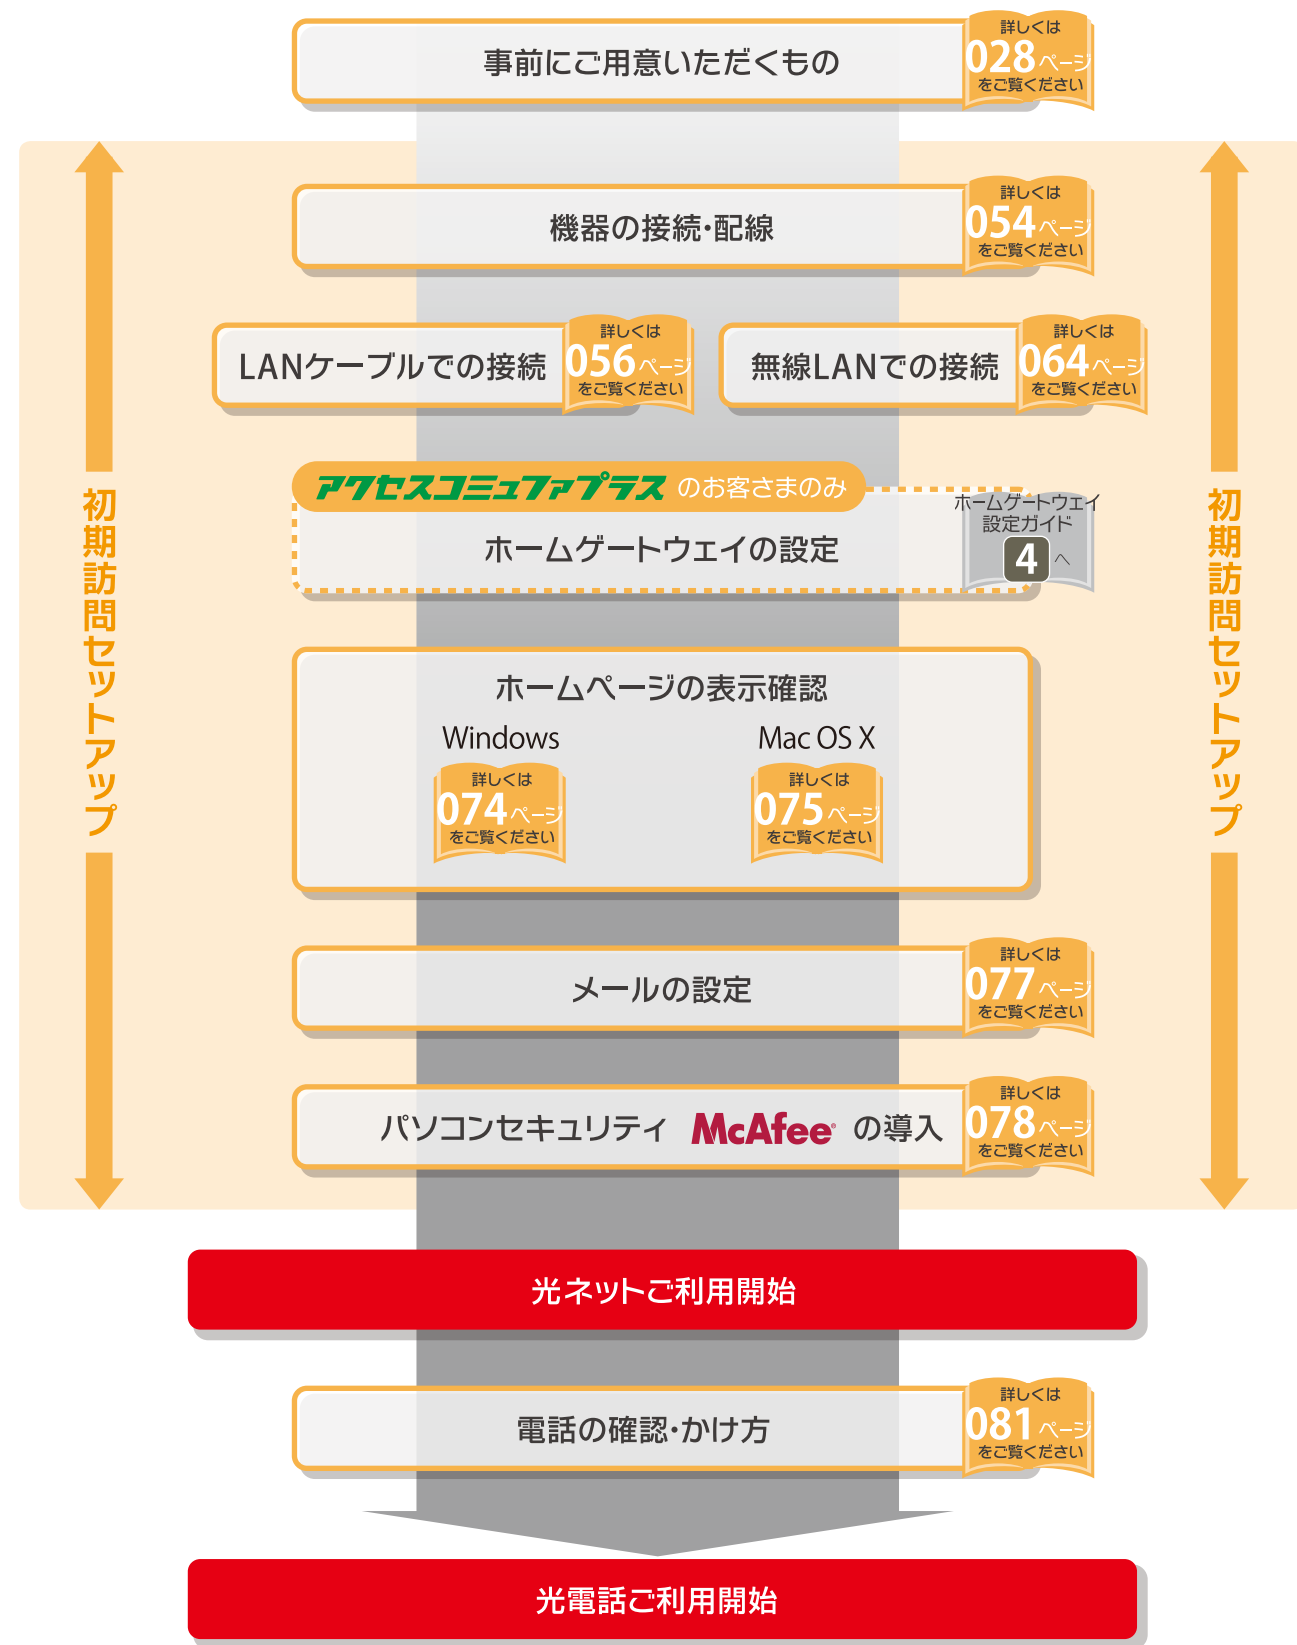 事前にご用意いただくもの
詳しくは
028ページ
をご覧ください
機器の接続・配線
詳しくは
054ページ
をご覧ください
LANケーブルでの接続
詳しくは
056ページ
をご覧ください
無線LANでの接続
詳しくは
064ページ
をご覧ください
アクセスコミュファプラス のお客さまのみ
ホームゲートウェイの設定
ホームゲートウェイ
設定ガイド
4 へ
初期訪問セットアップ
初期訪問セットアップ
ホームページの表示確認
Windows
詳しくは
074ページ
をご覧ください
Mac OS X
詳しくは
075ページ
をご覧ください
メールの設定
詳しくは
077ページ
をご覧ください
パソコンセキュリティ McAfee® の導入
詳しくは
078ページ
をご覧ください
光ネットご利用開始
電話の確認・かけ方
詳しくは
081ページ
をご覧ください
光電話ご利用開始